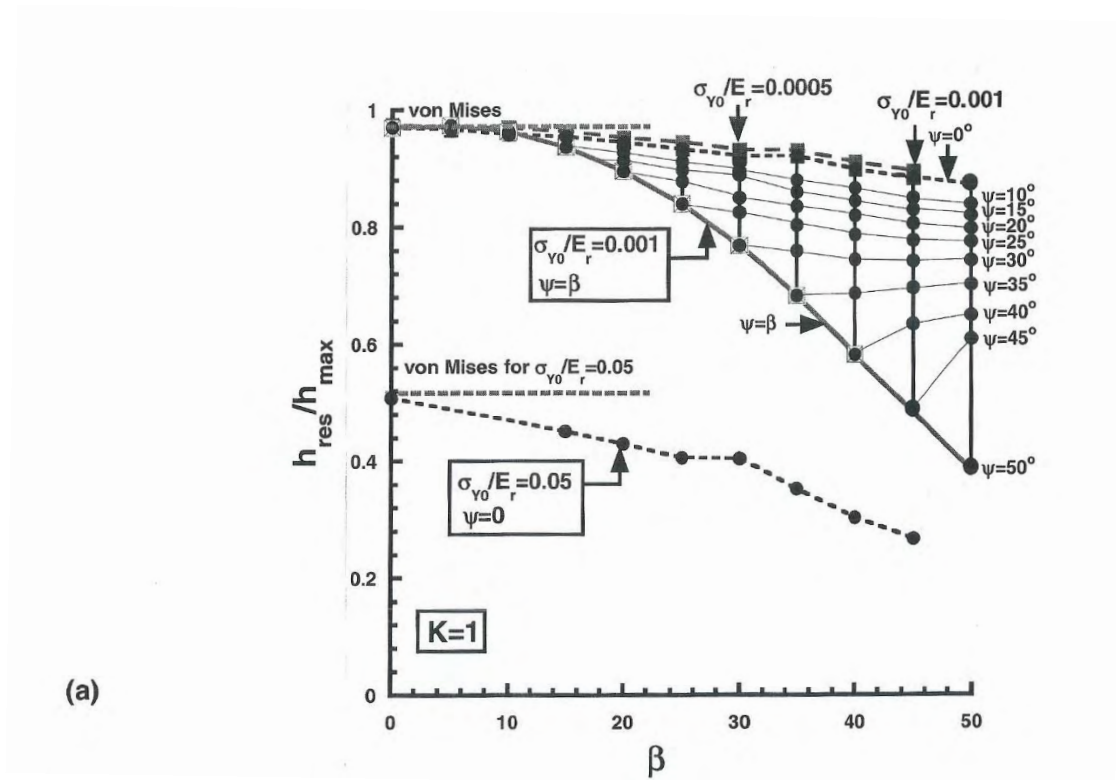 σY0/Er=0.0005
σY0/Er=0.001
1
von Mises
ψ=0°
ψ=10°
ψ=15°
ψ=20°
0.8
σY0/Er=0.001
ψ=β
ψ=25°
ψ=30°
ψ=35°
ψ=40°
ψ=β
ψ=45°
0.6
von Mises for σY0/Er=0.05
hres/hmax
0.4
ψ=50°
σY0/Er=0.05
ψ=0
0.2
K=1
(a)
0
0
10
20
30
40
50
β